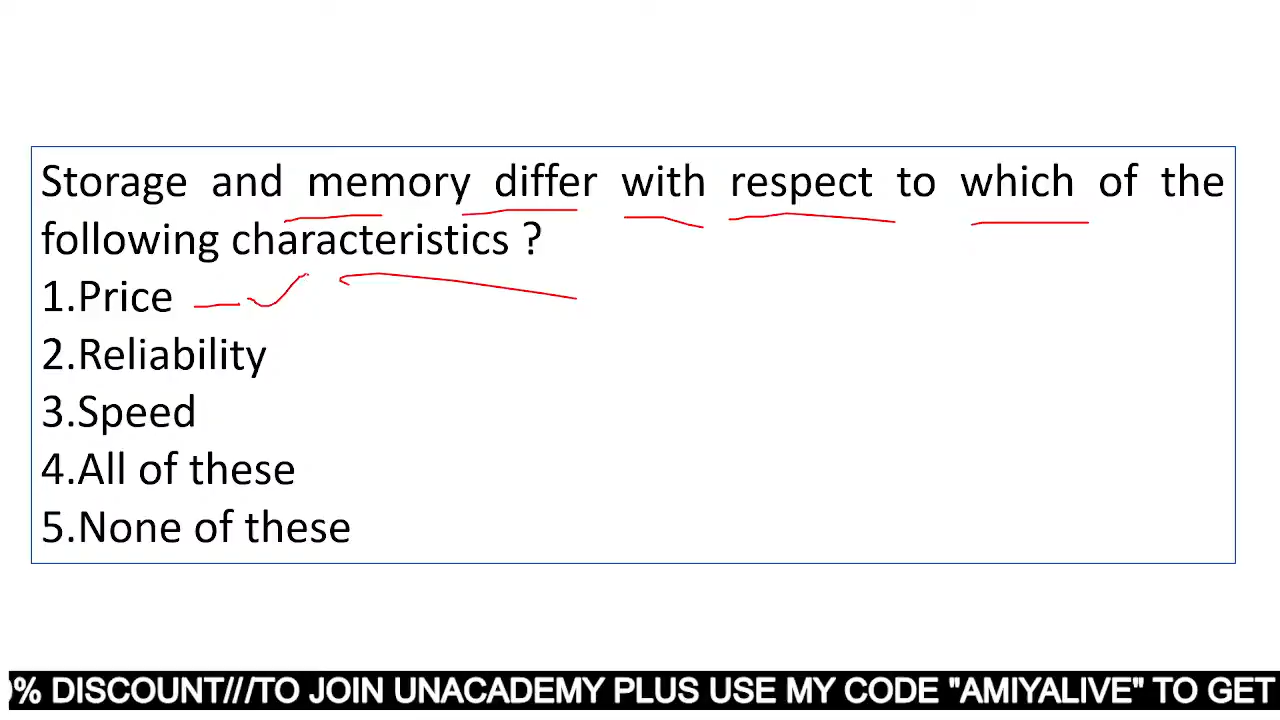 Storage and memory differ with respect to which of the
following characteristics ?
1.Price
2.Reliability
3.Speed
4.All of these
5.None of these
% DISCOUNT///TO JOIN UNACADEMY PLUS USE MY CODE "AMIYALIVE" TO GET